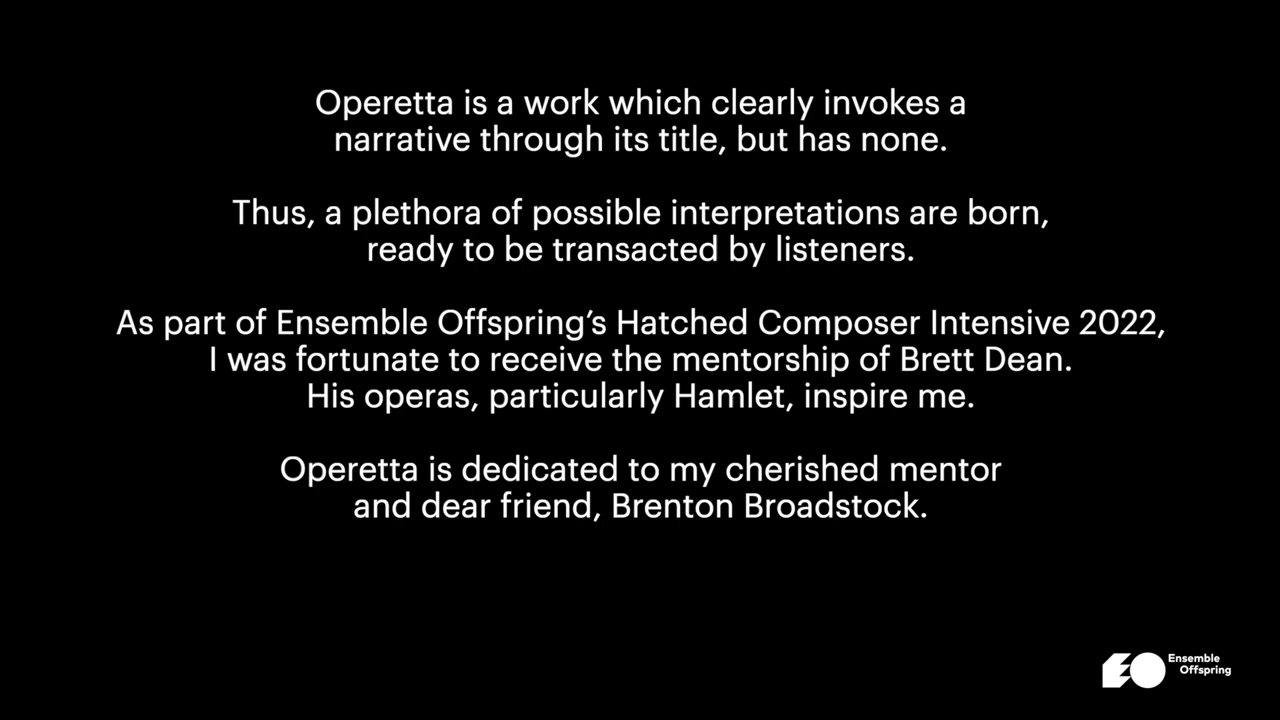 Operetta is a work which clearly invokes a
narrative through its title, but has none.
Thus, a plethora of possible interpretations are born,
ready to be transacted by listeners.
As part of Ensemble Offspring’s Hatched Composer Intensive 2022,
I was fortunate to receive the mentorship of Brett Dean.
His operas, particularly Hamlet, inspire me.
Operetta is dedicated to my cherished mentor
and dear friend, Brenton Broadstock.
EO
Ensemble
Offspring